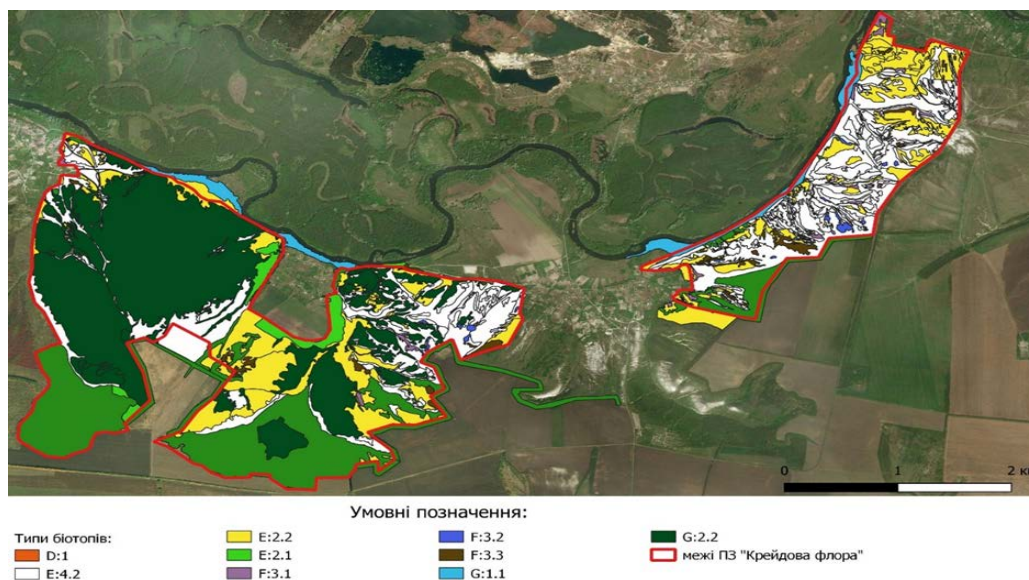 0 1 2 км
Умовні позначення:
Типи біотопів:
D:1
E:4.2
E:2.2
E:2.1
F:3.1
F:3.2
F:3.3
G:1.1
G:2.2
межі ПЗ "Крейдова флора"